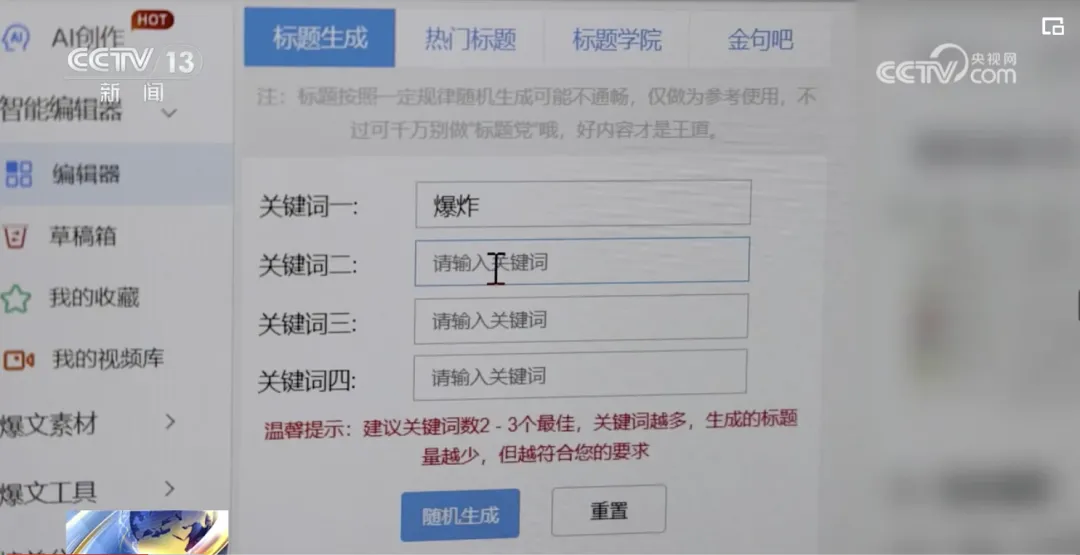 AI创作
HOT
CCTV 13
新闻
智能编辑器
编辑器
草稿箱
我的收藏
我的视频库
爆文素材
爆文工具
标题生成
热门标题
标题学院
金句吧
注：标题按照一定规律随机生成可能不通畅，仅做为参考使用，不
过可千万别做"标题党"哦，好内容才是王道。
关键词一:
爆炸
关键词二:
请输入关键词
关键词三:
请输入关键词
关键词四:
请输入关键词
温馨提示：建议关键词数2 - 3个最佳，关键词越多，生成的标题
量越少，但越符合您的要求
随机生成
重置
CCTV com
央视网